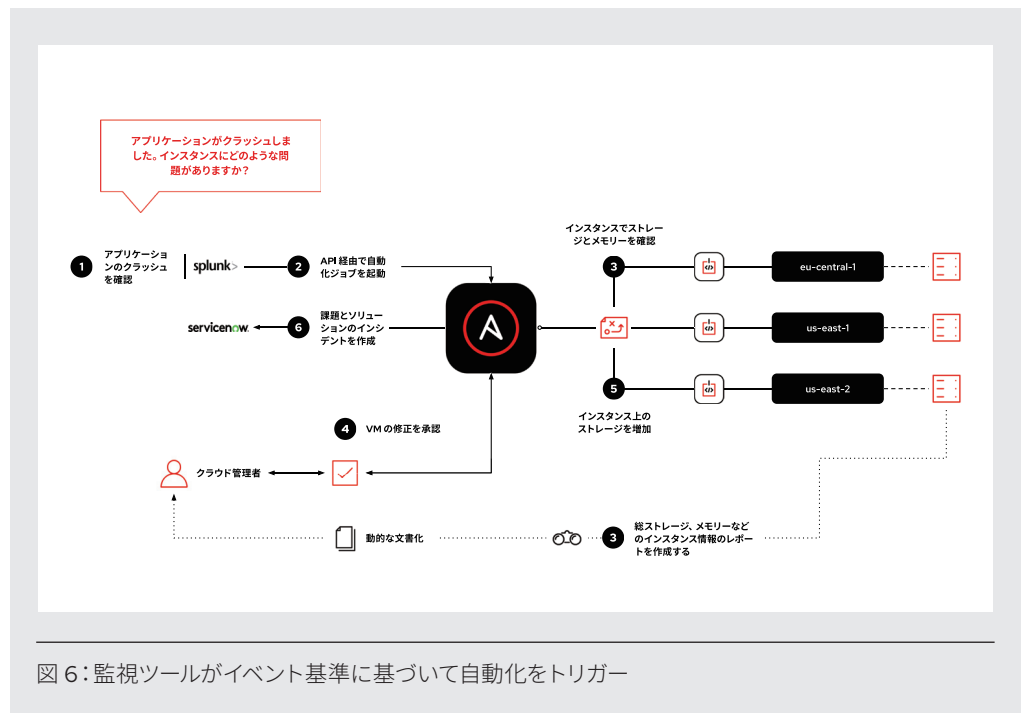 アプリケーションがクラッシュしま
した。インスタンスにどのような問
題がありますか？
1
アプリケーショ
ンのクラッシュ
を確認
splunk>
2
API 経由で自動
化ジョブを起動
インスタンスでストレー
ジとメモリーを確認
3
eu-central-1
servicenow
6
課題とソリュー
ションのインシ
デントを作成
us-east-1
5
us-east-2
インスタンス上の
ストレージを増加
4
VM の修正を承認
クラウド管理者
動的な文書化
3
総ストレージ、メモリーなど
のインスタンス情報のレポー
トを作成する
図 6：監視ツールがイベント基準に基づいて自動化をトリガー